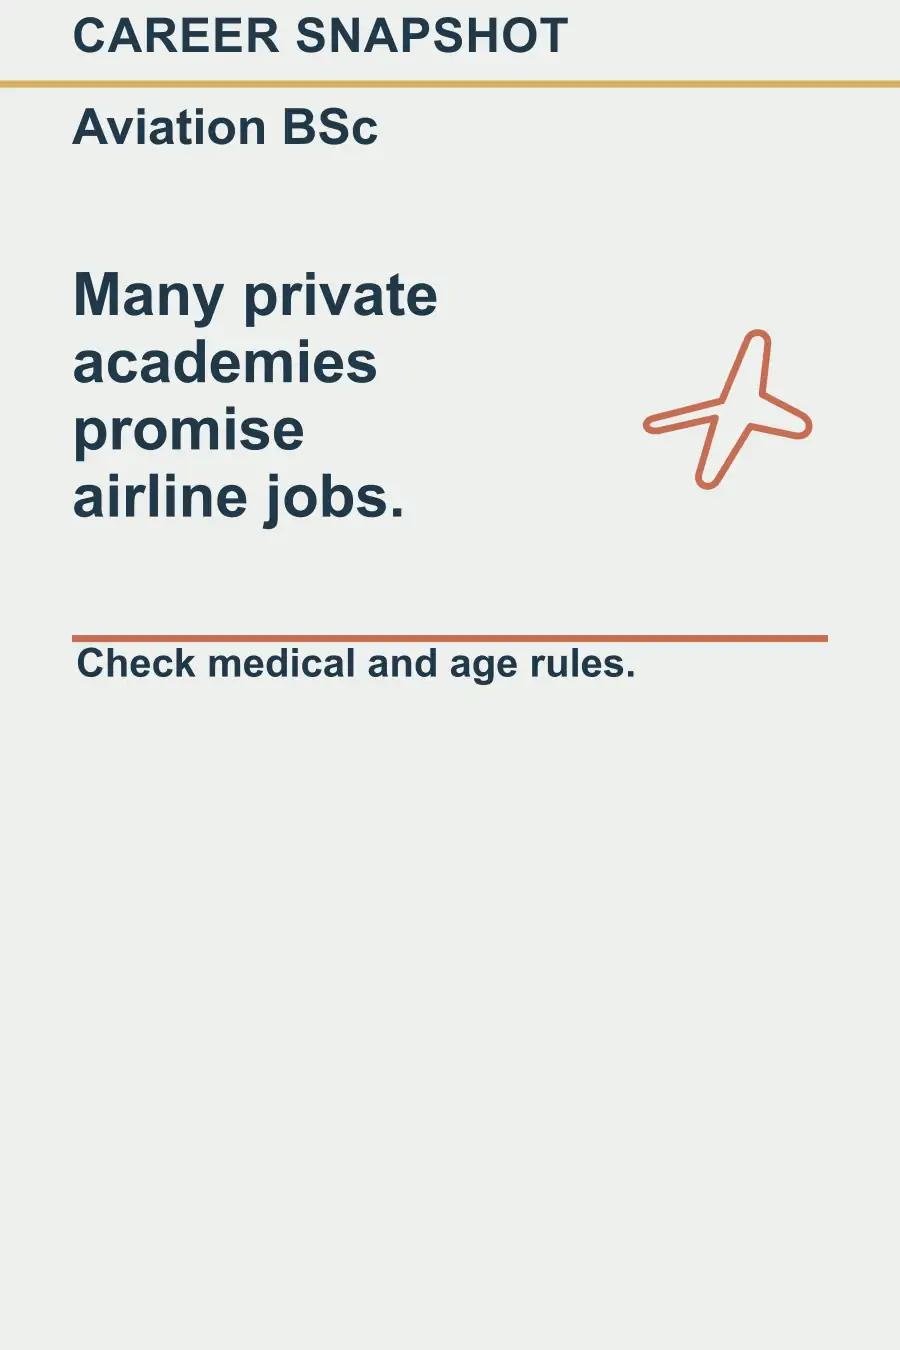 CAREER SNAPSHOT
Aviation BSc
Many private
academies
promise
airline jobs.
Check medical and age rules.